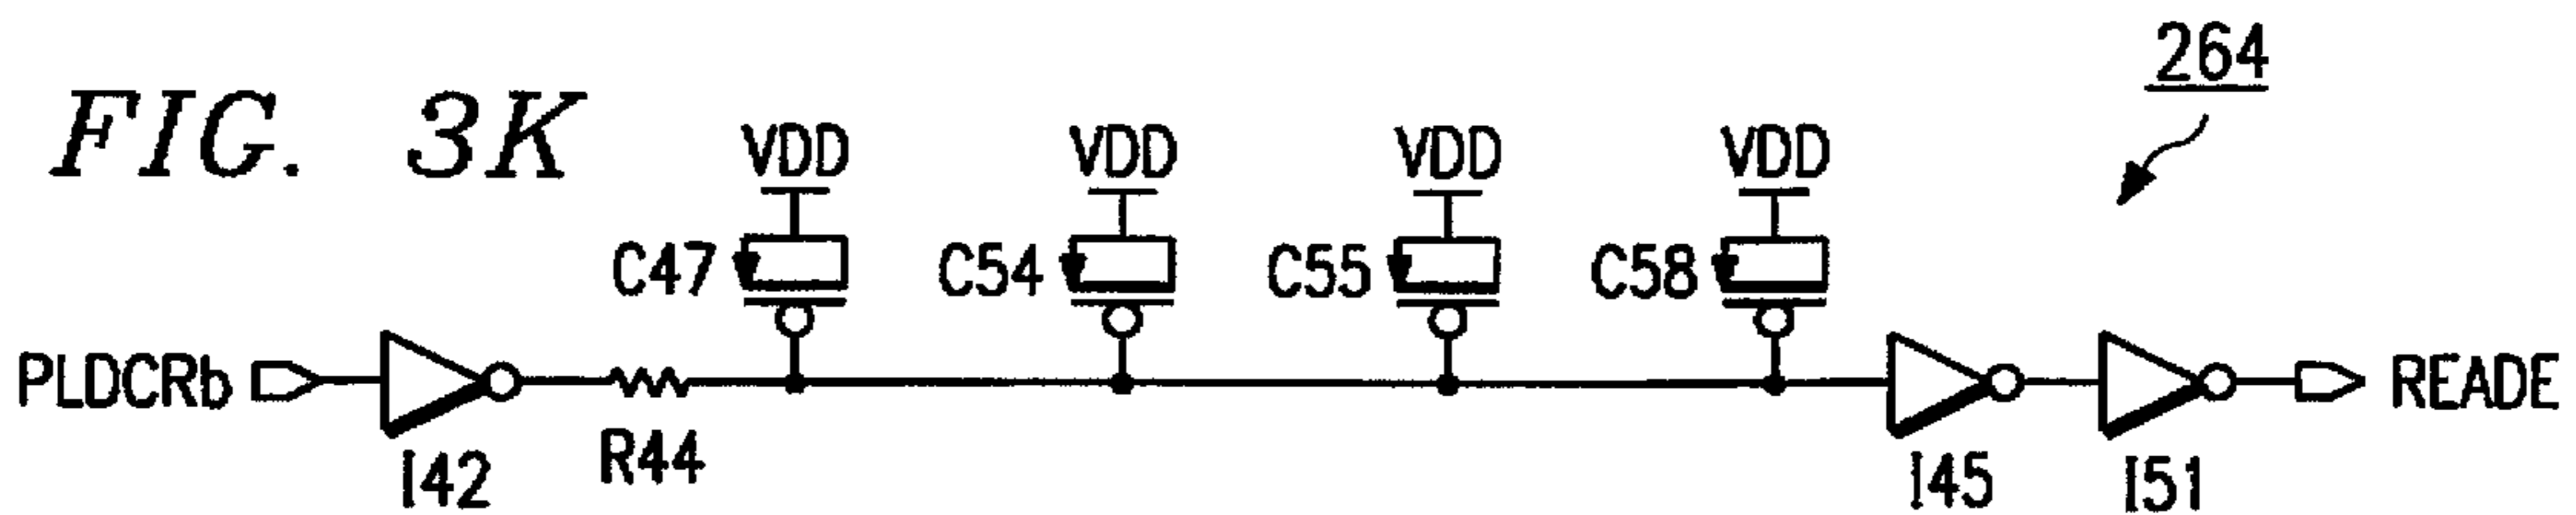 264
FIG. 3K
VDD VDD VDD VDD
C47 C54 C55 C58
PLDCRb READE
I42 R44 I45 I51